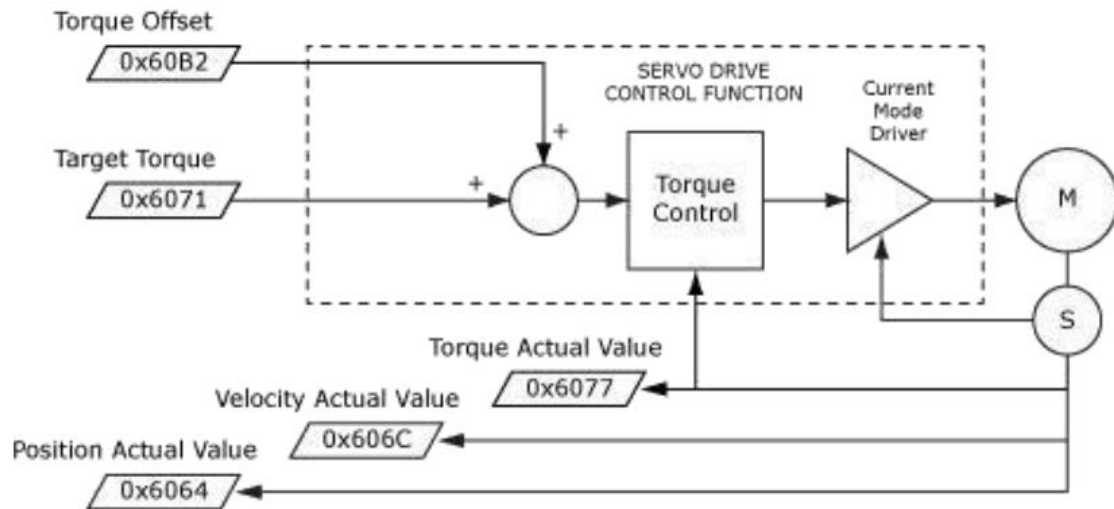 Torque Offset
0x60B2
SERVO DRIVE
CONTROL FUNCTION
Current
Mode
Driver
+
Target Torque
0x6071
+
Torque
Control
M
S
Torque Actual Value
0x6077
Velocity Actual Value
0x606C
Position Actual Value
0x6064